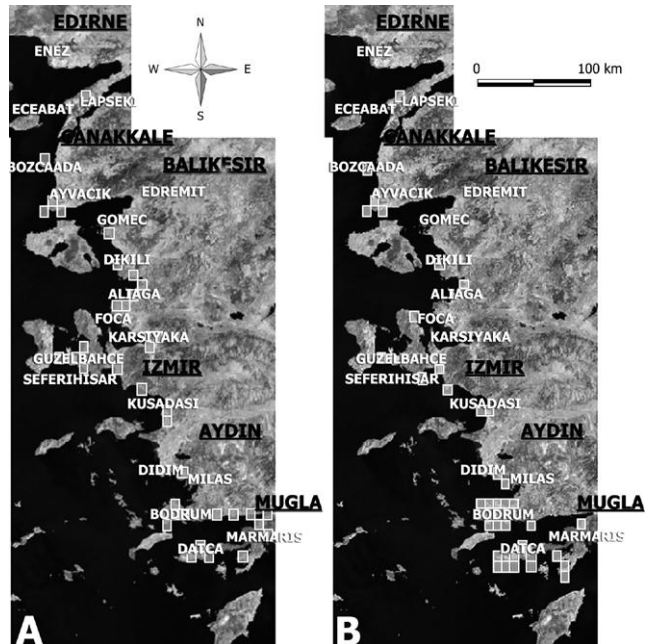 EDIRNE
ENEZ
ECEABAT
LAPSEKI
ÇANAKKALE
BOZCAADA
BALIKESIR
AYVACIK
EDREMIT
GOMEC
DIKILI
ALIAGA
FOCA
KARSIYAKA
GUZELBAHCE
IZMIR
SEFERIHISAR
KUSADASI
AYDIN
DIDIM
MILAS
MUGLA
BODRUM
MARMARIS
DATCA
A
N
W E
S
EDIRNE
ENEZ
0 100 km
ECEABAT
LAPSEKI
ÇANAKKALE
BOZCAADA
BALIKESIR
AYVACIK
EDREMIT
GOMEC
DIKILI
ALIAGA
FOCA
KARSIYAKA
GUZELBAHCE
IZMIR
SEFERIHISAR
KUSADASI
AYDIN
DIDIM
MILAS
MUGLA
BODRUM
MARMARIS
DATCA
B